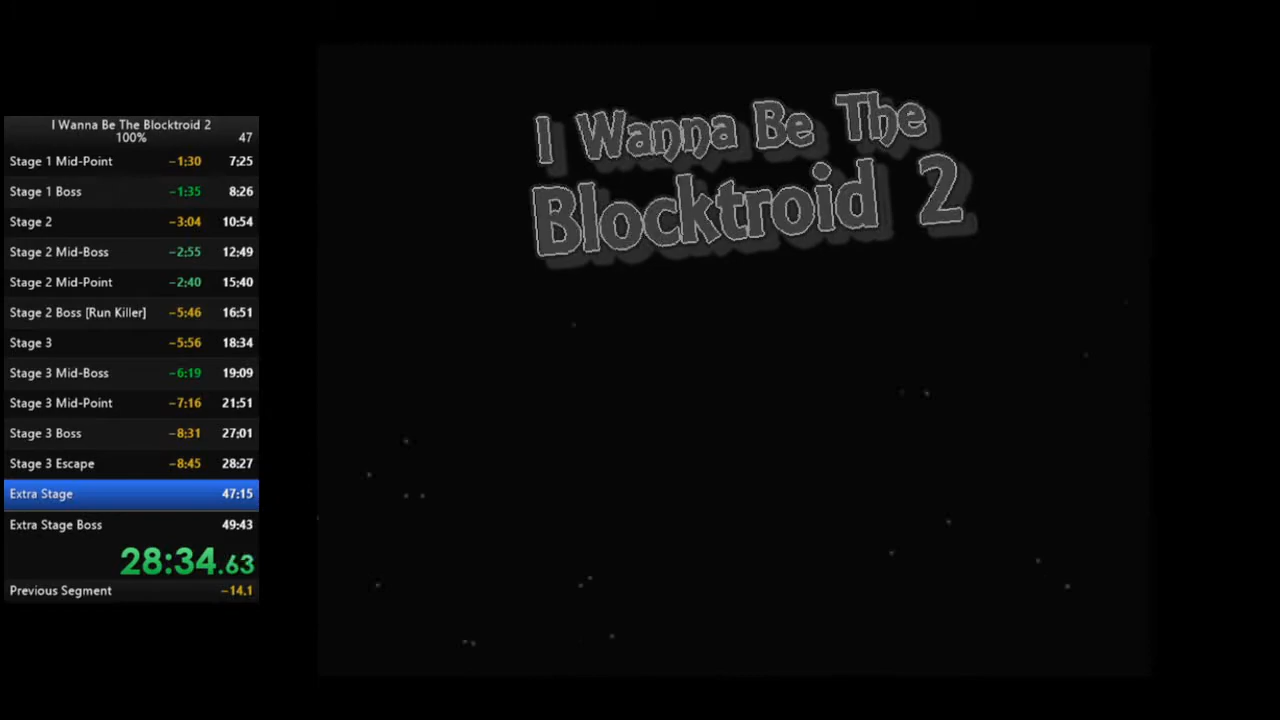 I Wanna Be The Blocktroid 2
100% 47
Stage 1 Mid-Point −1:30 7:25
Stage 1 Boss −1:35 8:26
Stage 2 −3:04 10:54
Stage 2 Mid-Boss −2:55 12:49
Stage 2 Mid-Point −2:40 15:40
Stage 2 Boss [Run Killer] −5:46 16:51
Stage 3 −5:56 18:34
Stage 3 Mid-Boss −6:19 19:09
Stage 3 Mid-Point −7:16 21:51
Stage 3 Boss −8:31 27:01
Stage 3 Escape −8:45 28:27
Extra Stage 47:15
Extra Stage Boss 49:43
28:34.63
Previous Segment −14.1
I Wanna Be The
Blocktroid 2